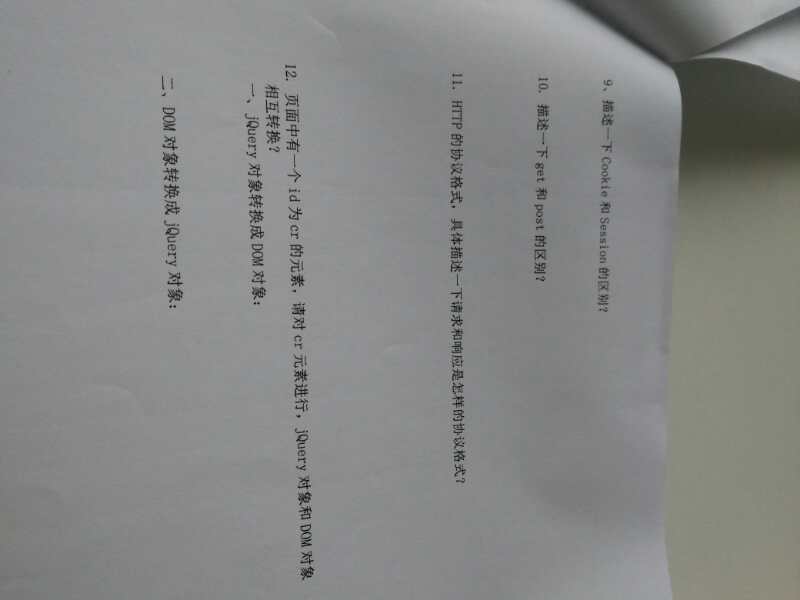 9、描述一下 Cookie 和 Session 的区别?
10. 描述一下 get 和 post 的区别?
11. HTTP 的协议格式，具体描述一下请求和响应是怎样的协议格式?
12. 页面中有一个 id 为 cr 的元素，请对 cr 元素进行，jQuery 对象和 DOM 对象
相互转换?
一、jQuery 对象转换成 DOM 对象:
二、DOM 对象转换成 jQuery 对象: